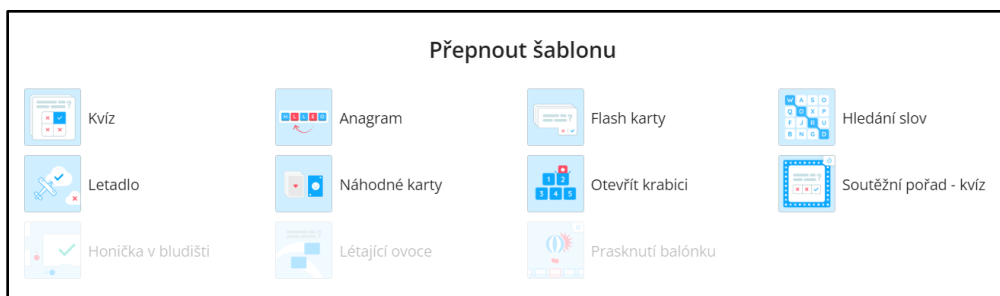 Přepnout šablonu
Kvíz
Anagram
Flash karty
Hledání slov
Letadlo
Náhodné karty
Otevřít krabici
Soutěžní pořad - kvíz
Honička v bludišti
Létající ovoce
Prasknutí balónku